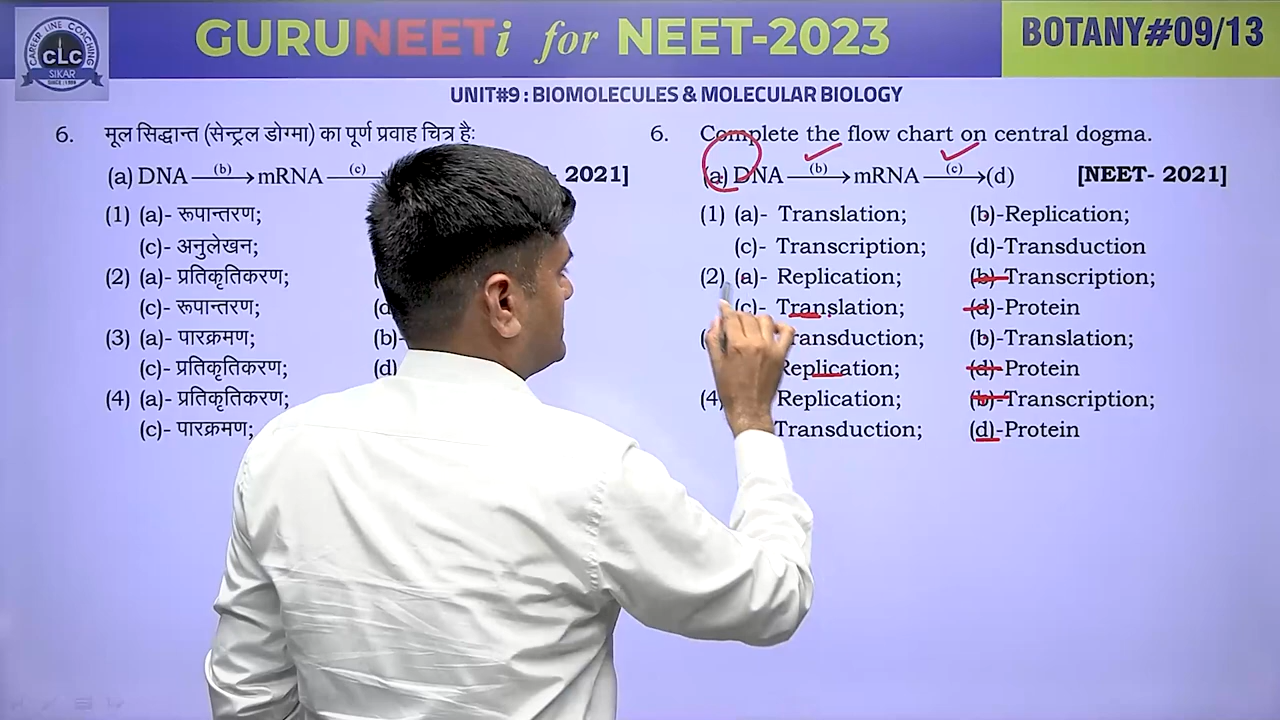 CAREER LINE COACHING
CLC
SIKAR
SINCE : 1996
GURUNEETi for NEET-2023
BOTANY#09/13
UNIT#9 : BIOMOLECULES & MOLECULAR BIOLOGY
6. मूल सिद्धान्त (सेन्ट्रल डोग्मा) का पूर्ण प्रवाह चित्र है:
(a) DNA (b) mRNA (c) 2021]
(1) (a)- रूपान्तरण;
(c)- अनुलेखन;
(2) (a)- प्रतिकृतिकरण;
(c)- रूपान्तरण; (d
(3) (a)- पारक्रमण; (b)-
(c)- प्रतिकृतिकरण; (d)
(4) (a)- प्रतिकृतिकरण;
(c)- पारक्रमण;
6. Complete the flow chart on central dogma.
(a) DNA (b) mRNA (c) (d) [NEET- 2021]
(1) (a)- Translation; (b)-Replication;
(c)- Transcription; (d)-Transduction
(2) (a)- Replication; (b)-Transcription;
(c)- Translation; (d)-Protein
ransduction; (b)-Translation;
Replication; (d)-Protein
(4) Replication; (b)-Transcription;
Transduction; (d)-Protein